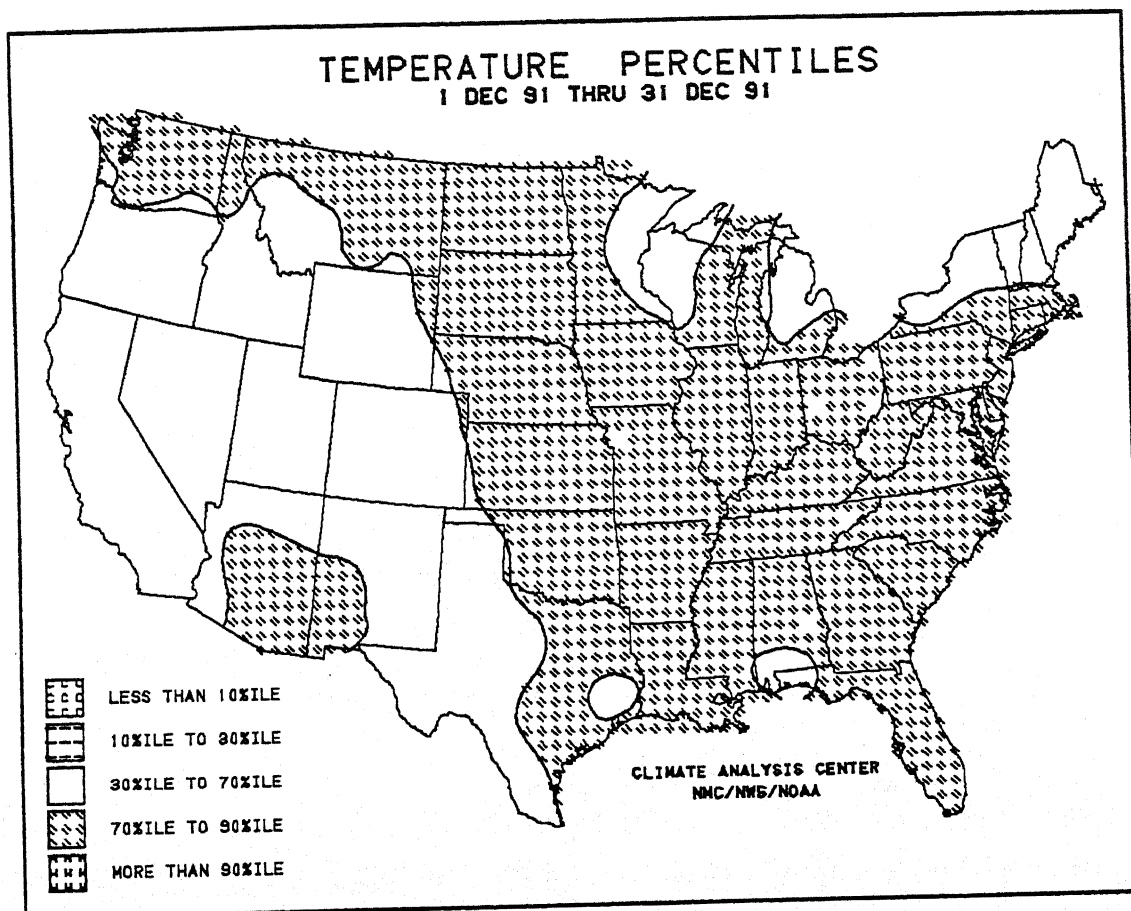 TEMPERATURE PERCENTILES
1 DEC 91 THRU 31 DEC 91
LESS THAN 10%ILE
10%ILE TO 30%ILE
30%ILE TO 70%ILE
70%ILE TO 90%ILE
MORE THAN 90%ILE
CLIMATE ANALYSIS CENTER
NMC/NWS/NOAA